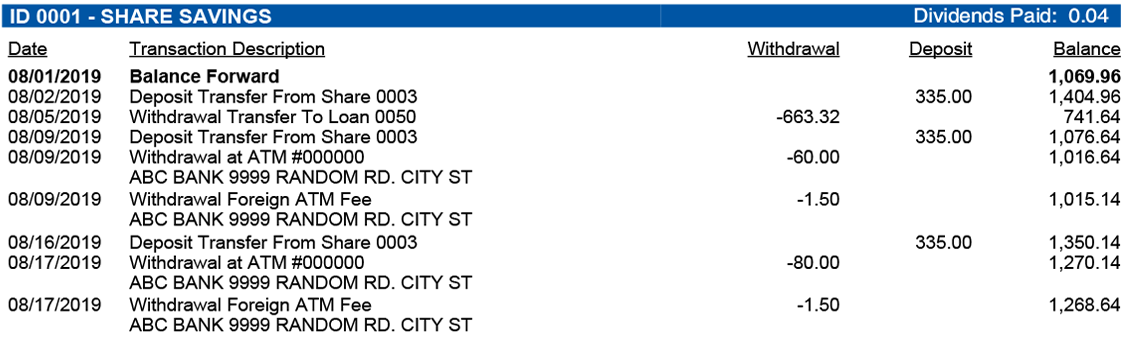 ID 0001 - SHARE SAVINGS Dividends Paid: 0.04
Date Transaction Description Withdrawal Deposit Balance
08/01/2019 Balance Forward 1,069.96
08/02/2019 Deposit Transfer From Share 0003 335.00 1,404.96
08/05/2019 Withdrawal Transfer To Loan 0050 -663.32 741.64
08/09/2019 Deposit Transfer From Share 0003 335.00 1,076.64
08/09/2019 Withdrawal at ATM #000000 -60.00 1,016.64
ABC BANK 9999 RANDOM RD. CITY ST
08/09/2019 Withdrawal Foreign ATM Fee -1.50 1,015.14
ABC BANK 9999 RANDOM RD. CITY ST
08/16/2019 Deposit Transfer From Share 0003 335.00 1,350.14
08/17/2019 Withdrawal at ATM #000000 -80.00 1,270.14
ABC BANK 9999 RANDOM RD. CITY ST
08/17/2019 Withdrawal Foreign ATM Fee -1.50 1,268.64
ABC BANK 9999 RANDOM RD. CITY ST